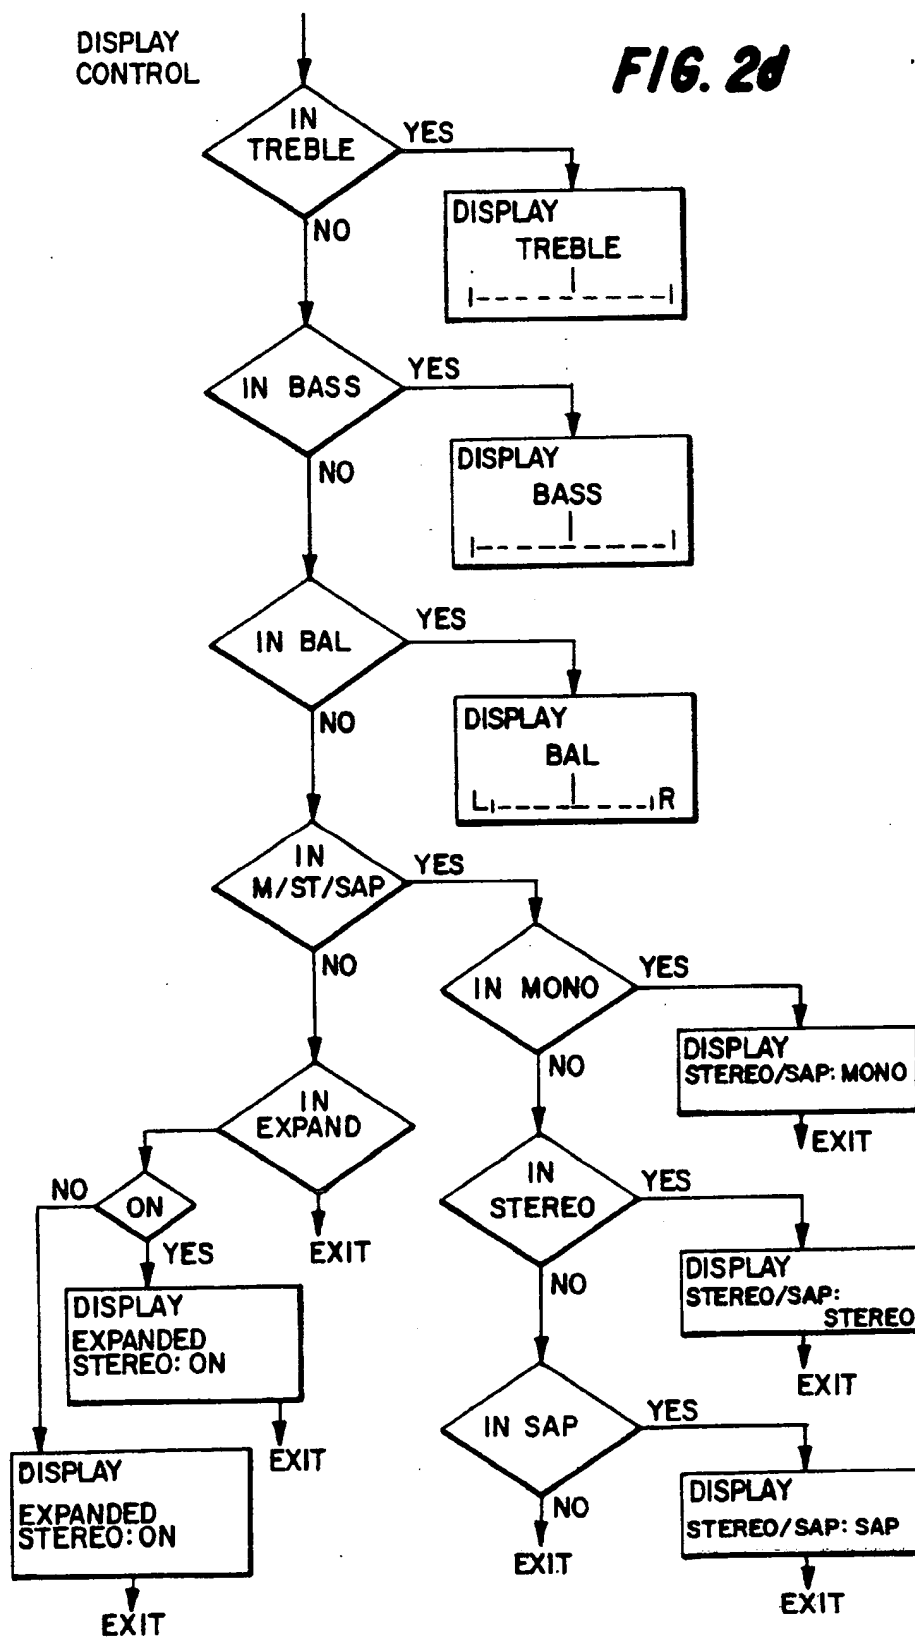 DISPLAY
CONTROL
FIG. 2d
IN
TREBLE
YES
NO
DISPLAY
TREBLE
IN BASS
YES
NO
DISPLAY
BASS
IN BAL
YES
NO
DISPLAY
BAL
L R
IN
M/ST/SAP
YES
NO
IN MONO
YES
NO
DISPLAY
STEREO/SAP: MONO
EXIT
IN
EXPAND
EXIT
NO
ON
YES
DISPLAY
EXPANDED
STEREO: ON
EXIT
DISPLAY
EXPANDED
STEREO: ON
EXIT
IN
STEREO
YES
NO
DISPLAY
STEREO/SAP:
STEREO
EXIT
IN SAP
YES
NO
EXIT
DISPLAY
STEREO/SAP: SAP
EXIT